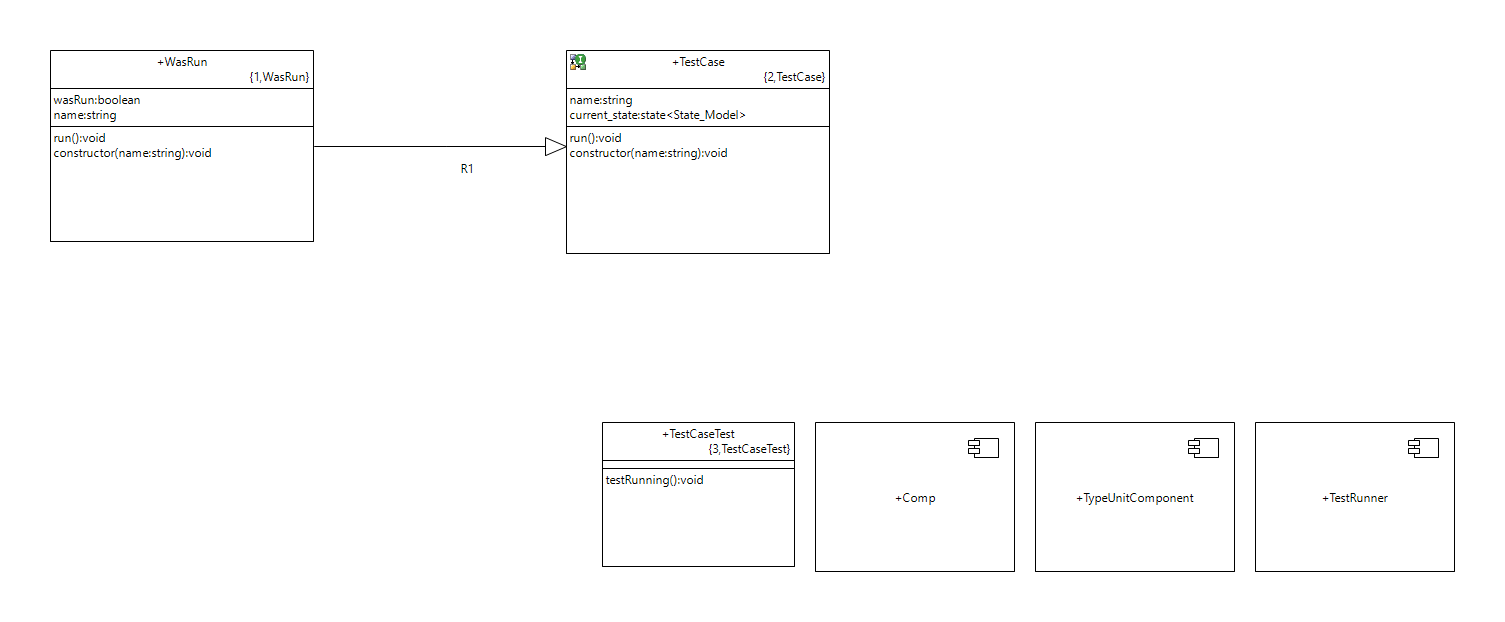 +WasRun
{1,WasRun}
wasRun:boolean
name:string
run():void
constructor(name:string):void
R1
+TestCase
{2,TestCase}
name:string
current_state:state<State_Model>
run():void
constructor(name:string):void
+TestCaseTest
{3,TestCaseTest}
testRunning():void
+Comp
+TypeUnitComponent
+TestRunner